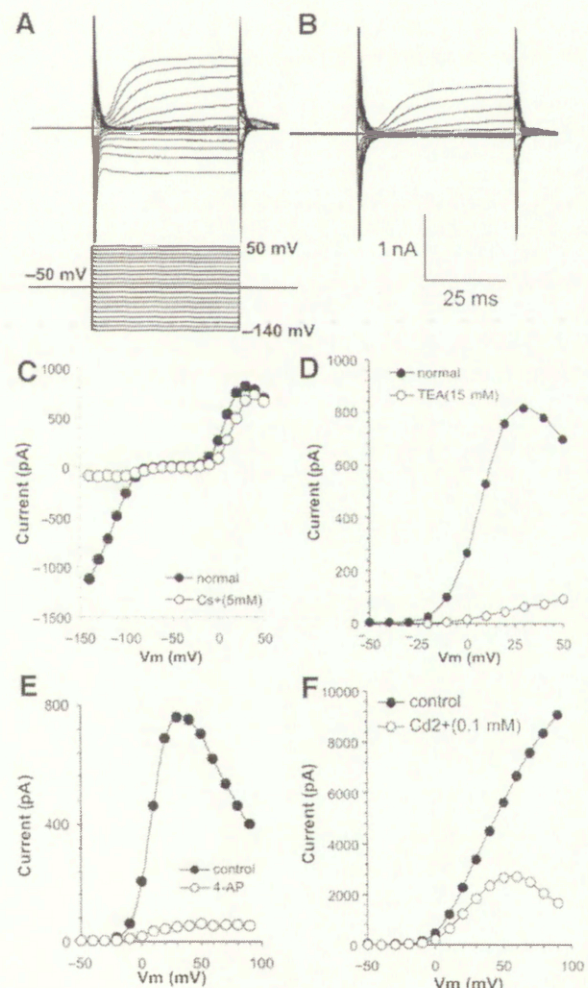 A
B
50 mV
−50 mV
−140 mV
1 nA
25 ms
C
1000
500
0
−500
−1000
−1500
Current (pA)
normal
Cs+(5mM)
−150 −100 −50 0 50
Vm (mV)
D
1000
800
600
400
200
0
Current (pA)
normal
TEA(15 mM)
−50 −25 0 25 50
Vm (mV)
E
800
400
0
Current (pA)
control
4-AP
−50 0 50 100
Vm (mV)
F
10000
8000
6000
4000
2000
0
Current (pA)
control
Cd2+(0.1 mM)
−50 0 50 100
Vm (mV)